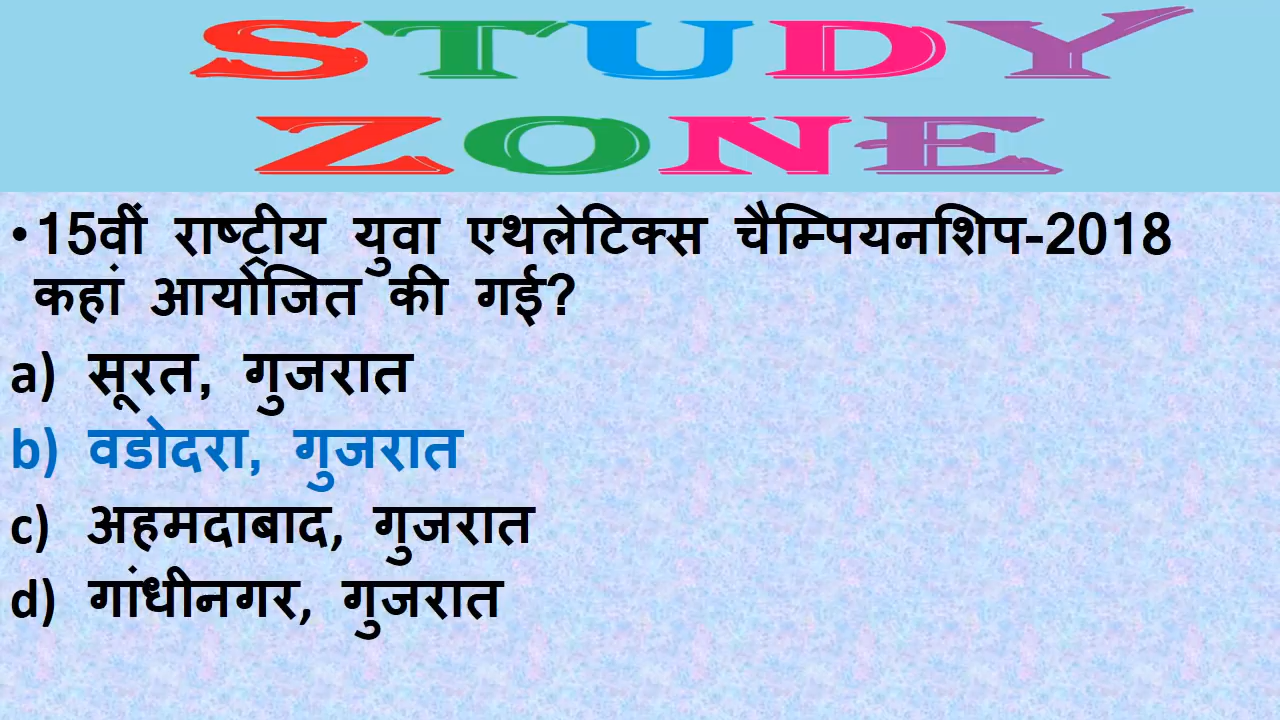 STUDY
ZONE
•15वीं राष्ट्रीय युवा एथलेटिक्स चैम्पियनशिप-2018
कहां आयोजित की गई?
a) सूरत, गुजरात
b) वडोदरा, गुजरात
c) अहमदाबाद, गुजरात
d) गांधीनगर, गुजरात